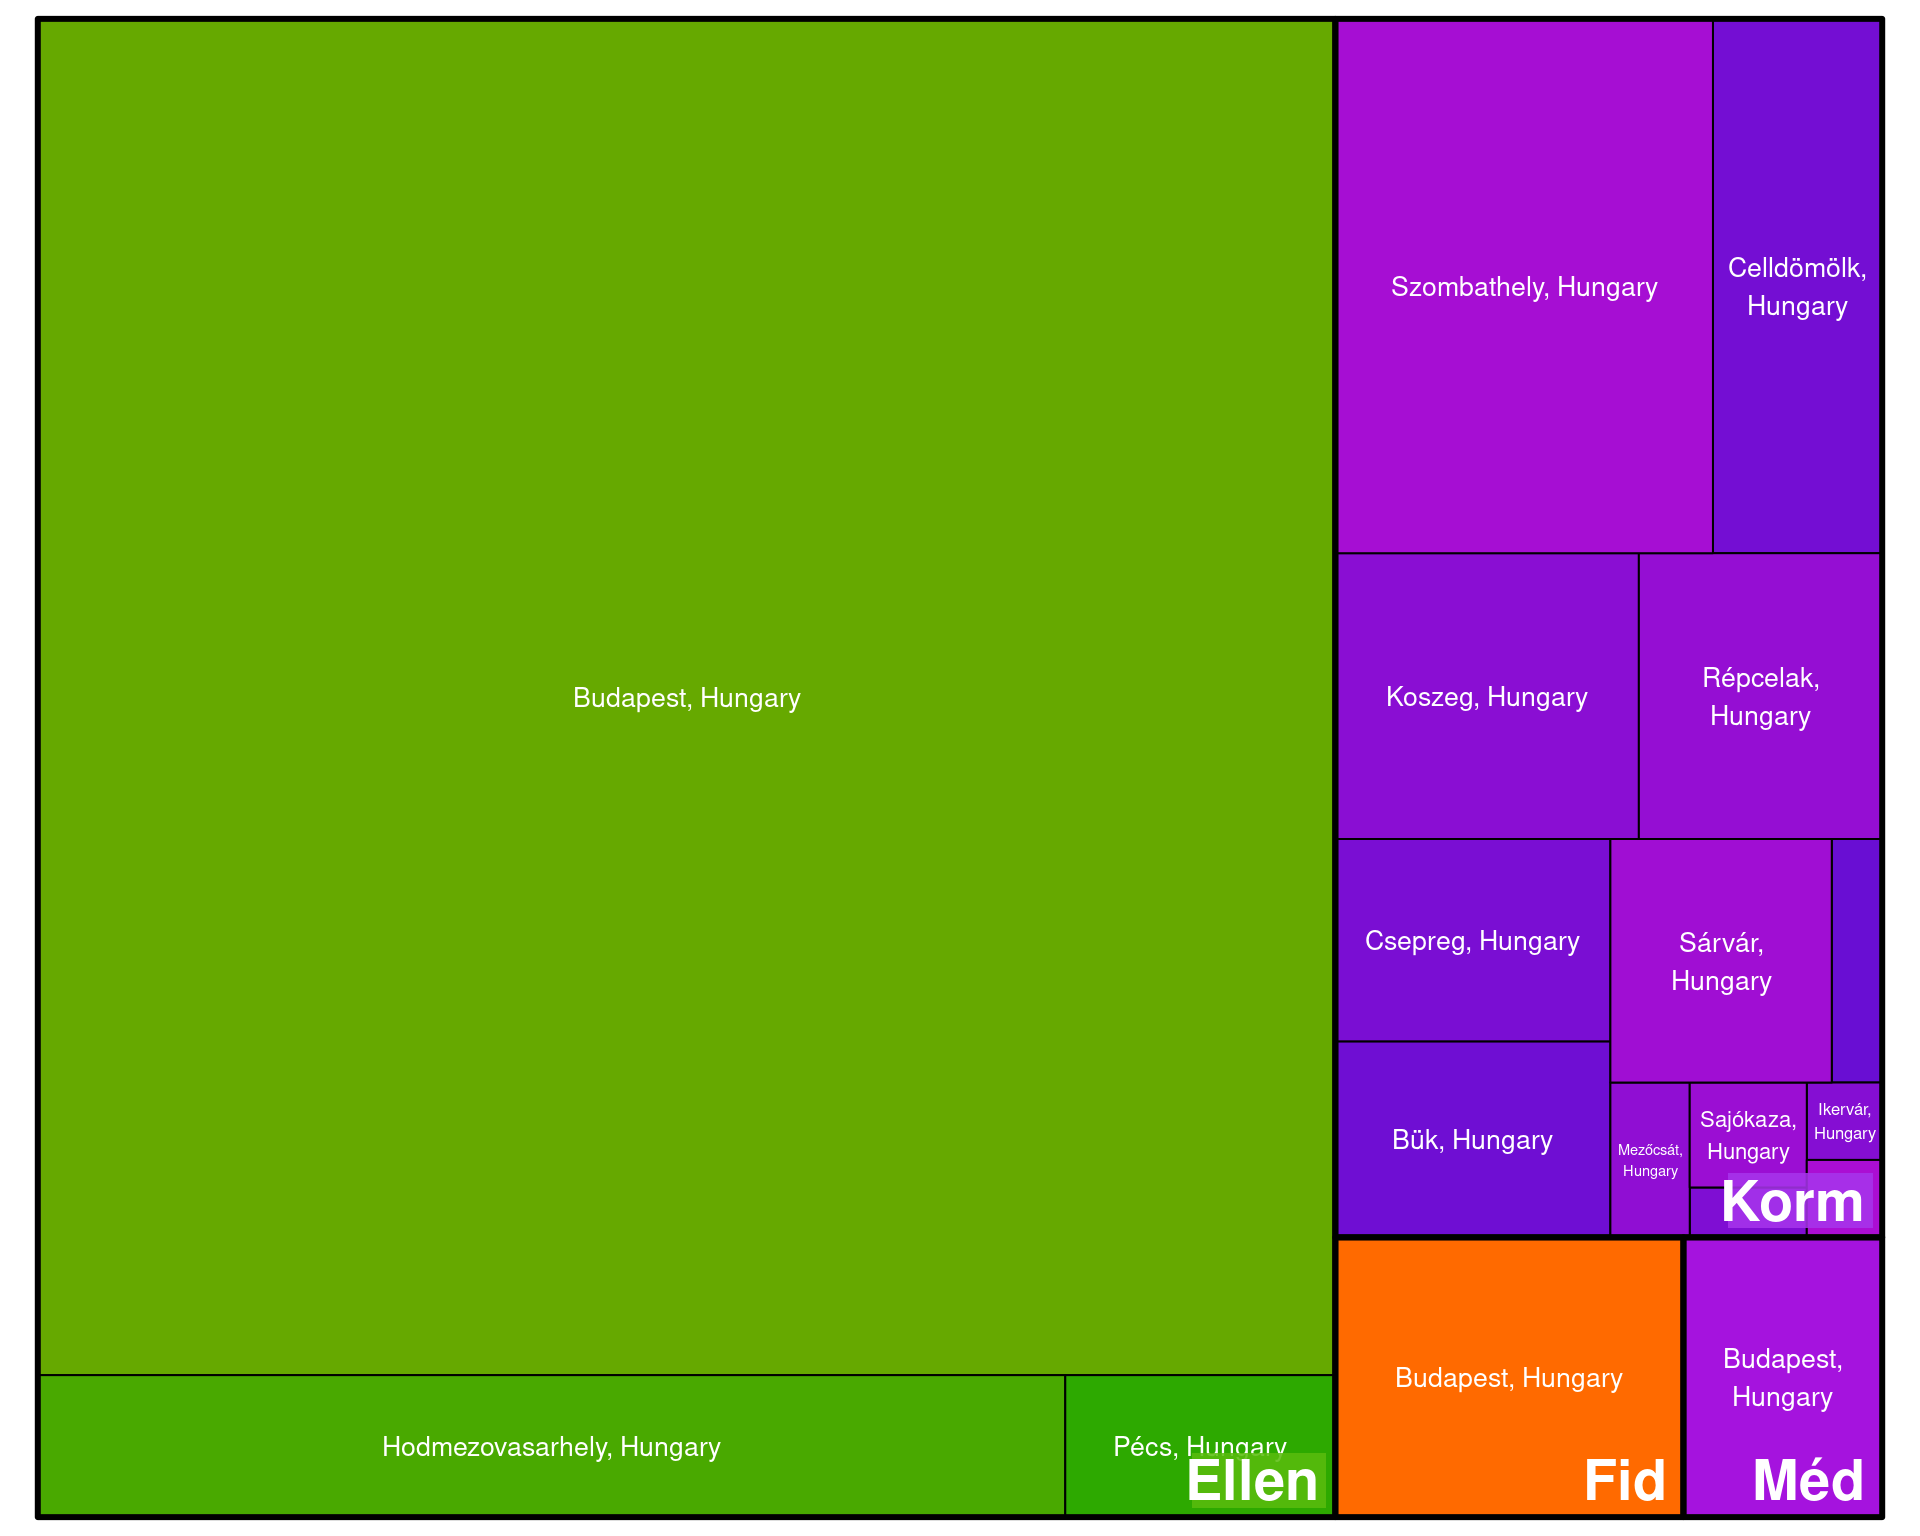 Budapest, Hungary
Hodmezovasarhely, Hungary
Pécs, Hungary
Ellen
Szombathely, Hungary
Celldömölk,
Hungary
Koszeg, Hungary
Répcelak,
Hungary
Csepreg, Hungary
Sárvár,
Hungary
Bük, Hungary
Mezőcsát,
Hungary
Sajókaza,
Hungary
Ikervár,
Hungary
Korm
Budapest, Hungary
Fid
Budapest,
Hungary
Méd